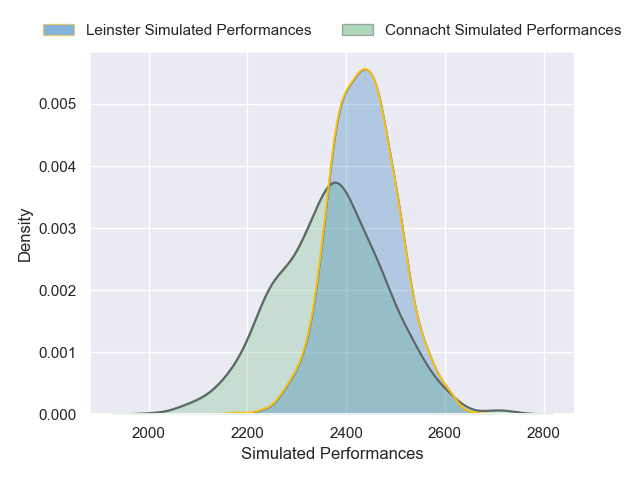 Leinster Simulated Performances Connacht Simulated Performances
0.005
0.004
0.003
0.002
0.001
0.000
Density
2000 2200 2400 2600 2800
Simulated Performances